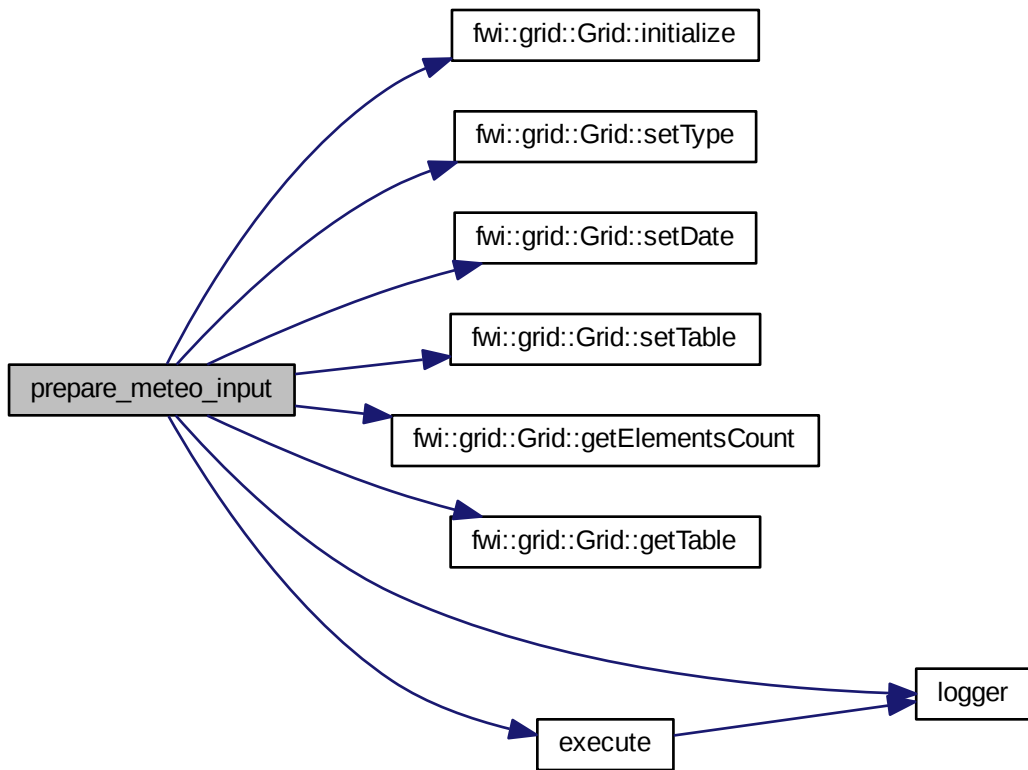 fwi::grid::Grid::initialize
fwi::grid::Grid::setType
fwi::grid::Grid::setDate
fwi::grid::Grid::setTable
prepare_meteo_input
fwi::grid::Grid::getElementsCount
fwi::grid::Grid::getTable
logger
execute